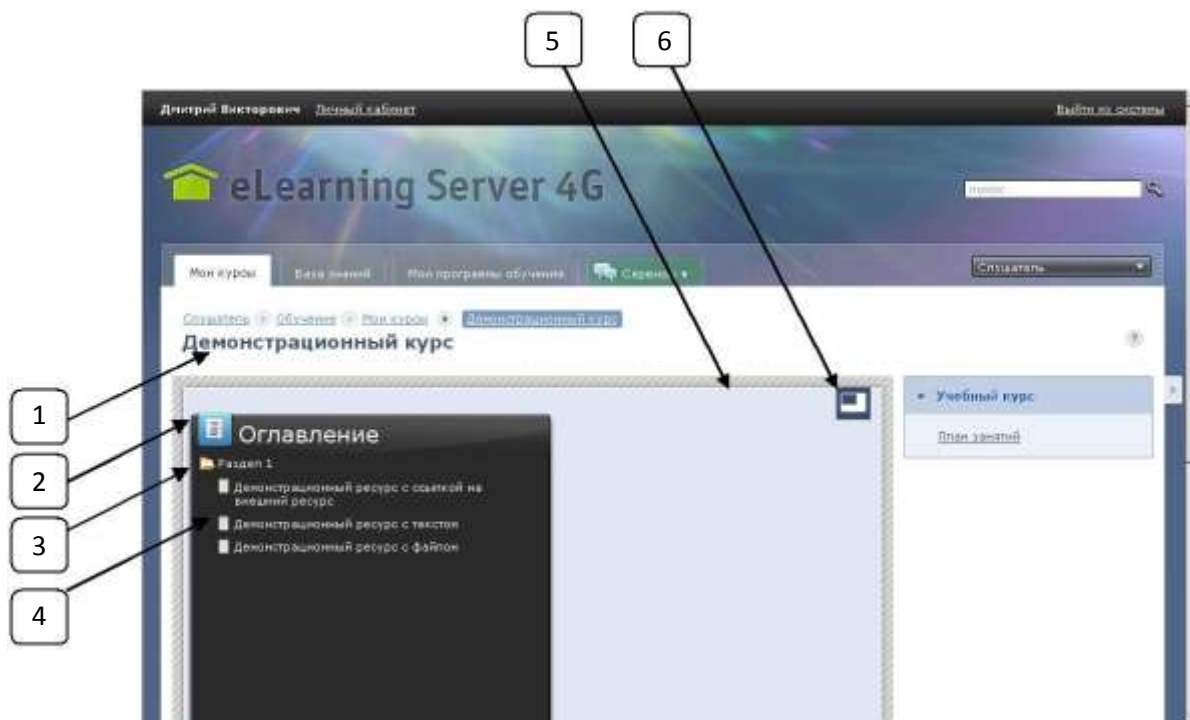 5
6
Дмитрий Викторович Личный кабинет
Выйти из системы
eLearning Server 4G
поиск
Мои курсы
База знаний
Мои программы обучения
Слушатель
Слушатель
Обучение
Мои курсы
Демонстрационный курс
Демонстрационный курс
?
1
Учебный курс
План занятий
Оглавление
2
Раздел 1
Демонстрационный ресурс с ссылкой на
внешний ресурс
3
Демонстрационный ресурс с текстом
Демонстрационный ресурс с файлом
4